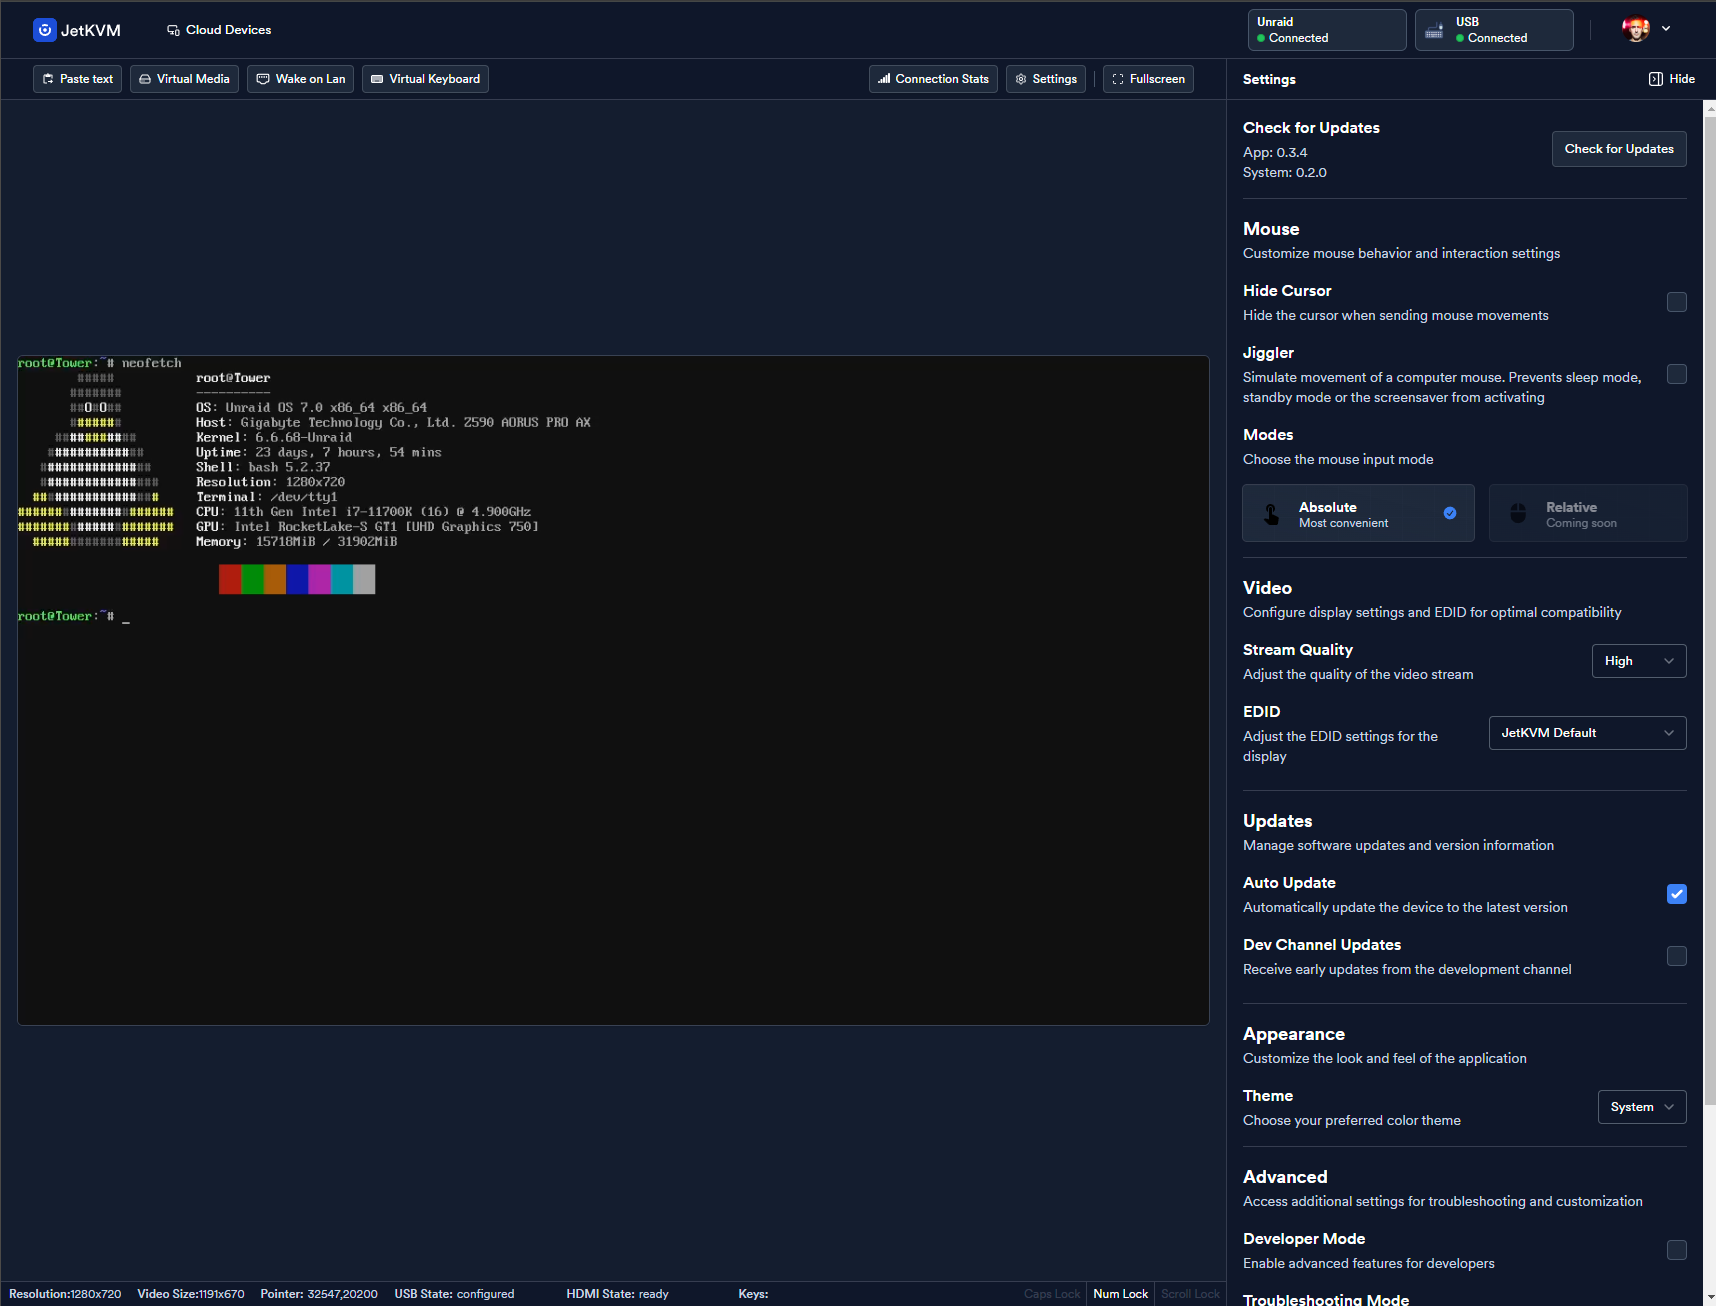 JetKVM
Cloud Devices
Unraid
Connected
USB
Connected
Paste text
Virtual Media
Wake on Lan
Virtual Keyboard
Connection Stats
Settings
Fullscreen
root@Tower:~# neofetch
root@Tower
----------
OS: Unraid OS 7.0 x86_64 x86_64
Host: Gigabyte Technology Co., Ltd. Z590 AORUS PRO AX
Kernel: 6.6.68-Unraid
Uptime: 23 days, 7 hours, 54 mins
Shell: bash 5.2.37
Resolution: 1280x720
Terminal: /dev/tty1
CPU: 11th Gen Intel i7-11700K (16) @ 4.900GHz
GPU: Intel RocketLake-S GT1 [UHD Graphics 750]
Memory: 15718MiB / 31902MiB
root@Tower:~# _
Settings
Hide
Check for Updates
App: 0.3.4
System: 0.2.0
Check for Updates
Mouse
Customize mouse behavior and interaction settings
Hide Cursor
Hide the cursor when sending mouse movements
Jiggler
Simulate movement of a computer mouse. Prevents sleep mode,
standby mode or the screensaver from activating
Modes
Choose the mouse input mode
Absolute
Most convenient
Relative
Coming soon
Video
Configure display settings and EDID for optimal compatibility
Stream Quality
Adjust the quality of the video stream
High
EDID
Adjust the EDID settings for the
display
JetKVM Default
Updates
Manage software updates and version information
Auto Update
Automatically update the device to the latest version
Dev Channel Updates
Receive early updates from the development channel
Appearance
Customize the look and feel of the application
Theme
Choose your preferred color theme
System
Advanced
Access additional settings for troubleshooting and customization
Developer Mode
Enable advanced features for developers
Troubleshooting Mode
Resolution:1280x720
Video Size:1191x670
Pointer: 32547,20200
USB State: configured
HDMI State: ready
Keys:
Caps Lock
Num Lock
Scroll Lock